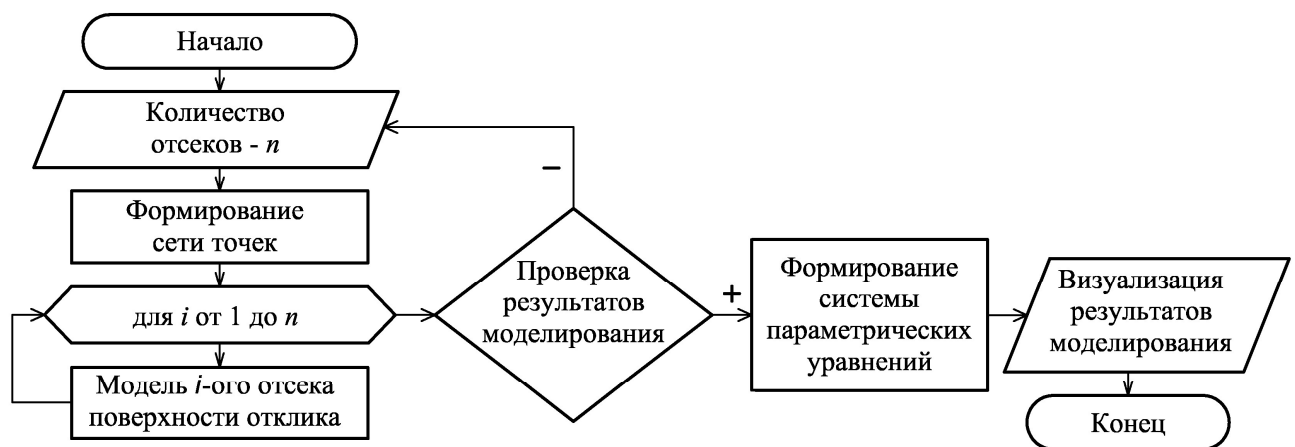 Начало
Количество
отсеков - n
Формирование
сети точек
для i от 1 до n
Модель i-ого отсека
поверхности отклика
–
Проверка
результатов
моделирования
+
Формирование
системы
параметрических
уравнений
Визуализация
результатов
моделирования
Конец